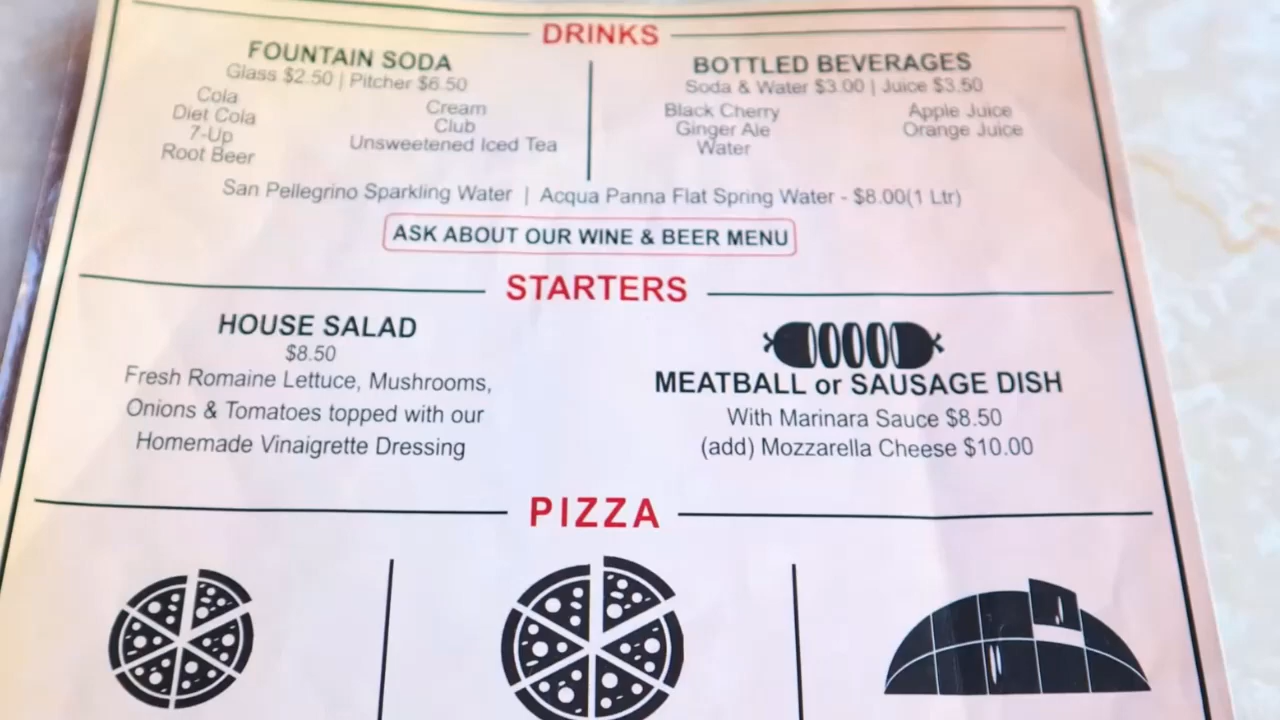 DRINKS
FOUNTAIN SODA
Glass $2.50 | Pitcher $6.50
Cola
Diet Cola
7-Up
Root Beer
Cream
Club
Unsweetened Iced Tea
BOTTLED BEVERAGES
Soda & Water $3.00 | Juice $3.50
Black Cherry
Ginger Ale
Water
Apple Juice
Orange Juice
San Pellegrino Sparkling Water | Acqua Panna Flat Spring Water - $8.00(1 Ltr)
ASK ABOUT OUR WINE & BEER MENU
STARTERS
HOUSE SALAD
$8.50
Fresh Romaine Lettuce, Mushrooms,
Onions & Tomatoes topped with our
Homemade Vinaigrette Dressing
MEATBALL or SAUSAGE DISH
With Marinara Sauce $8.50
(add) Mozzarella Cheese $10.00
PIZZA